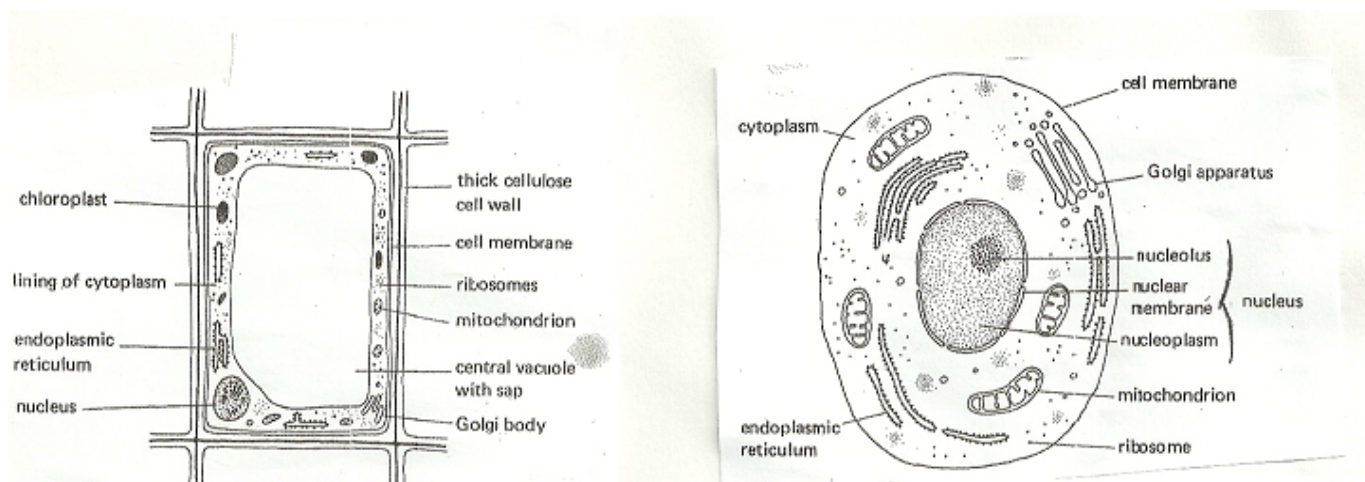 chloroplast
lining of cytoplasm
endoplasmic
reticulum
nucleus
thick cellulose
cell wall
cell membrane
ribosomes
mitochondrion
central vacuole
with sap
Golgi body
cytoplasm
endoplasmic
reticulum
cell membrane
Golgi apparatus
nucleolus
nuclear
membrane
nucleoplasm
nucleus
mitochondrion
ribosome